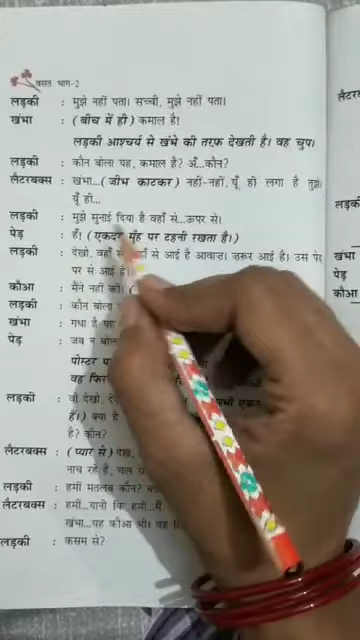 वसंत भाग-2
लड़की : मुझे नहीं पता। सच्ची, मुझे नहीं पता।
खंभा : (बीच में ही) कमाल है!
लड़की आश्चर्य से खंभे की तरफ़ देखती है। वह चुप।
लड़की : कौन बोला यह, कमाल है? अँ...कौन?
लैटरबक्स : खंभा... (जीभ काटकर) नहीं-नहीं, यूँ ही लगा है तुझे।
यूँ ही...
लड़की : मुझे सुनाई दिया है वहाँ से...ऊपर से।
पेड़ : हैं! (एकदम मुँह पर टहनी रखता है।)
लड़की : देखो, वहाँ से आई है आवाज़। ज़रूर आई है। उस पेड़
पर से आई है।
कौआ : मैंने नहीं की। (
लड़की : कौन बोला
खंभा : गधा है यह
पेड़ : जब न बोल
पोस्टर प
वह फिर
लड़की : वो देखो,
है।) क्या है
है? कौन?
लैटरबक्स : (प्यार से) देख,
नाच रहे हैं, चल
लड़की : हमीं मतलब कौन?
लैटरबक्स : हमीं...यानी कि हमीं...मैं
खंभा...यह कौआ भी। वह
लड़की : कसम से?
लैटरब
लड़की
खंभा
पेड़
कौआ